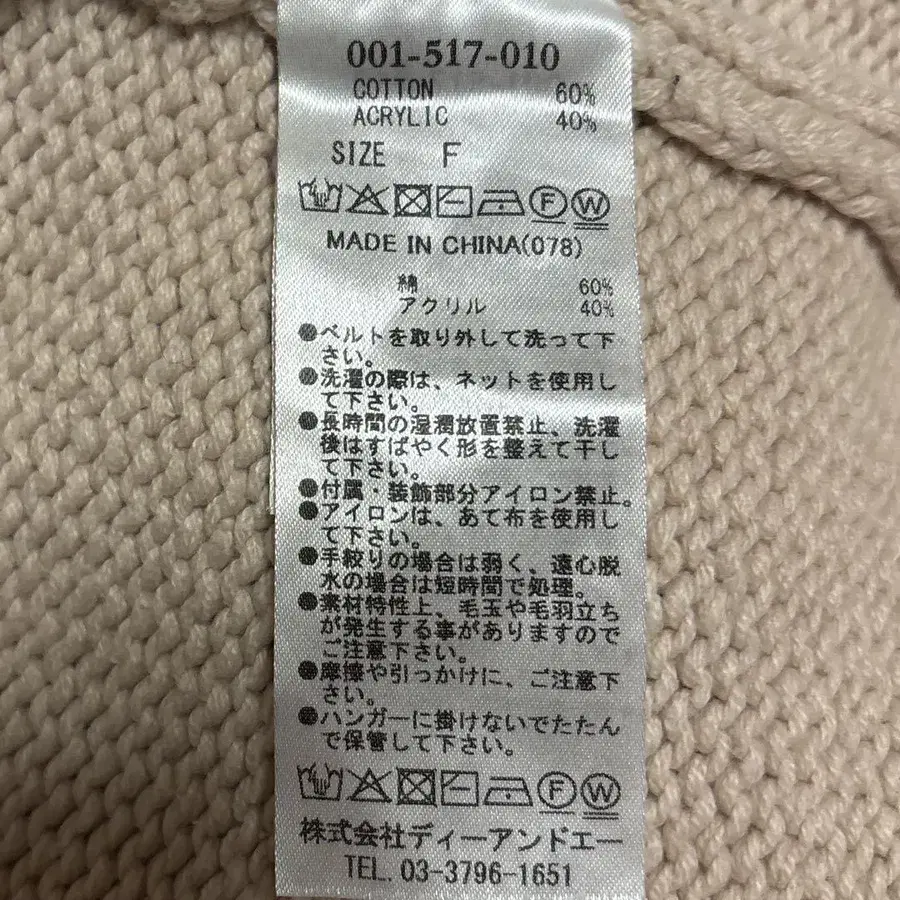 001-517-010
COTTON 60%
ACRYLIC 40%
SIZE F
F W
MADE IN CHINA(078)
綿 60%
アクリル 40%
●ベルトを取り外して洗って下
さい。
●洗濯の際は、ネットを使用し
て下さい。
●長時間の湿潤放置禁止、洗濯
後はすばやく形を整えて干し
て下さい。
●付属・装飾部分アイロン禁止。
●アイロンは、あて布を使用し
て下さい。
●手絞りの場合は弱く、遠心脱
水の場合は短時間で処理。
●素材特性上、毛玉や毛羽立ち
が発生する事がありますので
ご注意下さい。
●摩擦や引っかけに、ご注意下
さい。
●ハンガーに掛けないでたたん
で保管して下さい。
F W
株式会社ディーアンドエー
TEL. 03-3796-1651